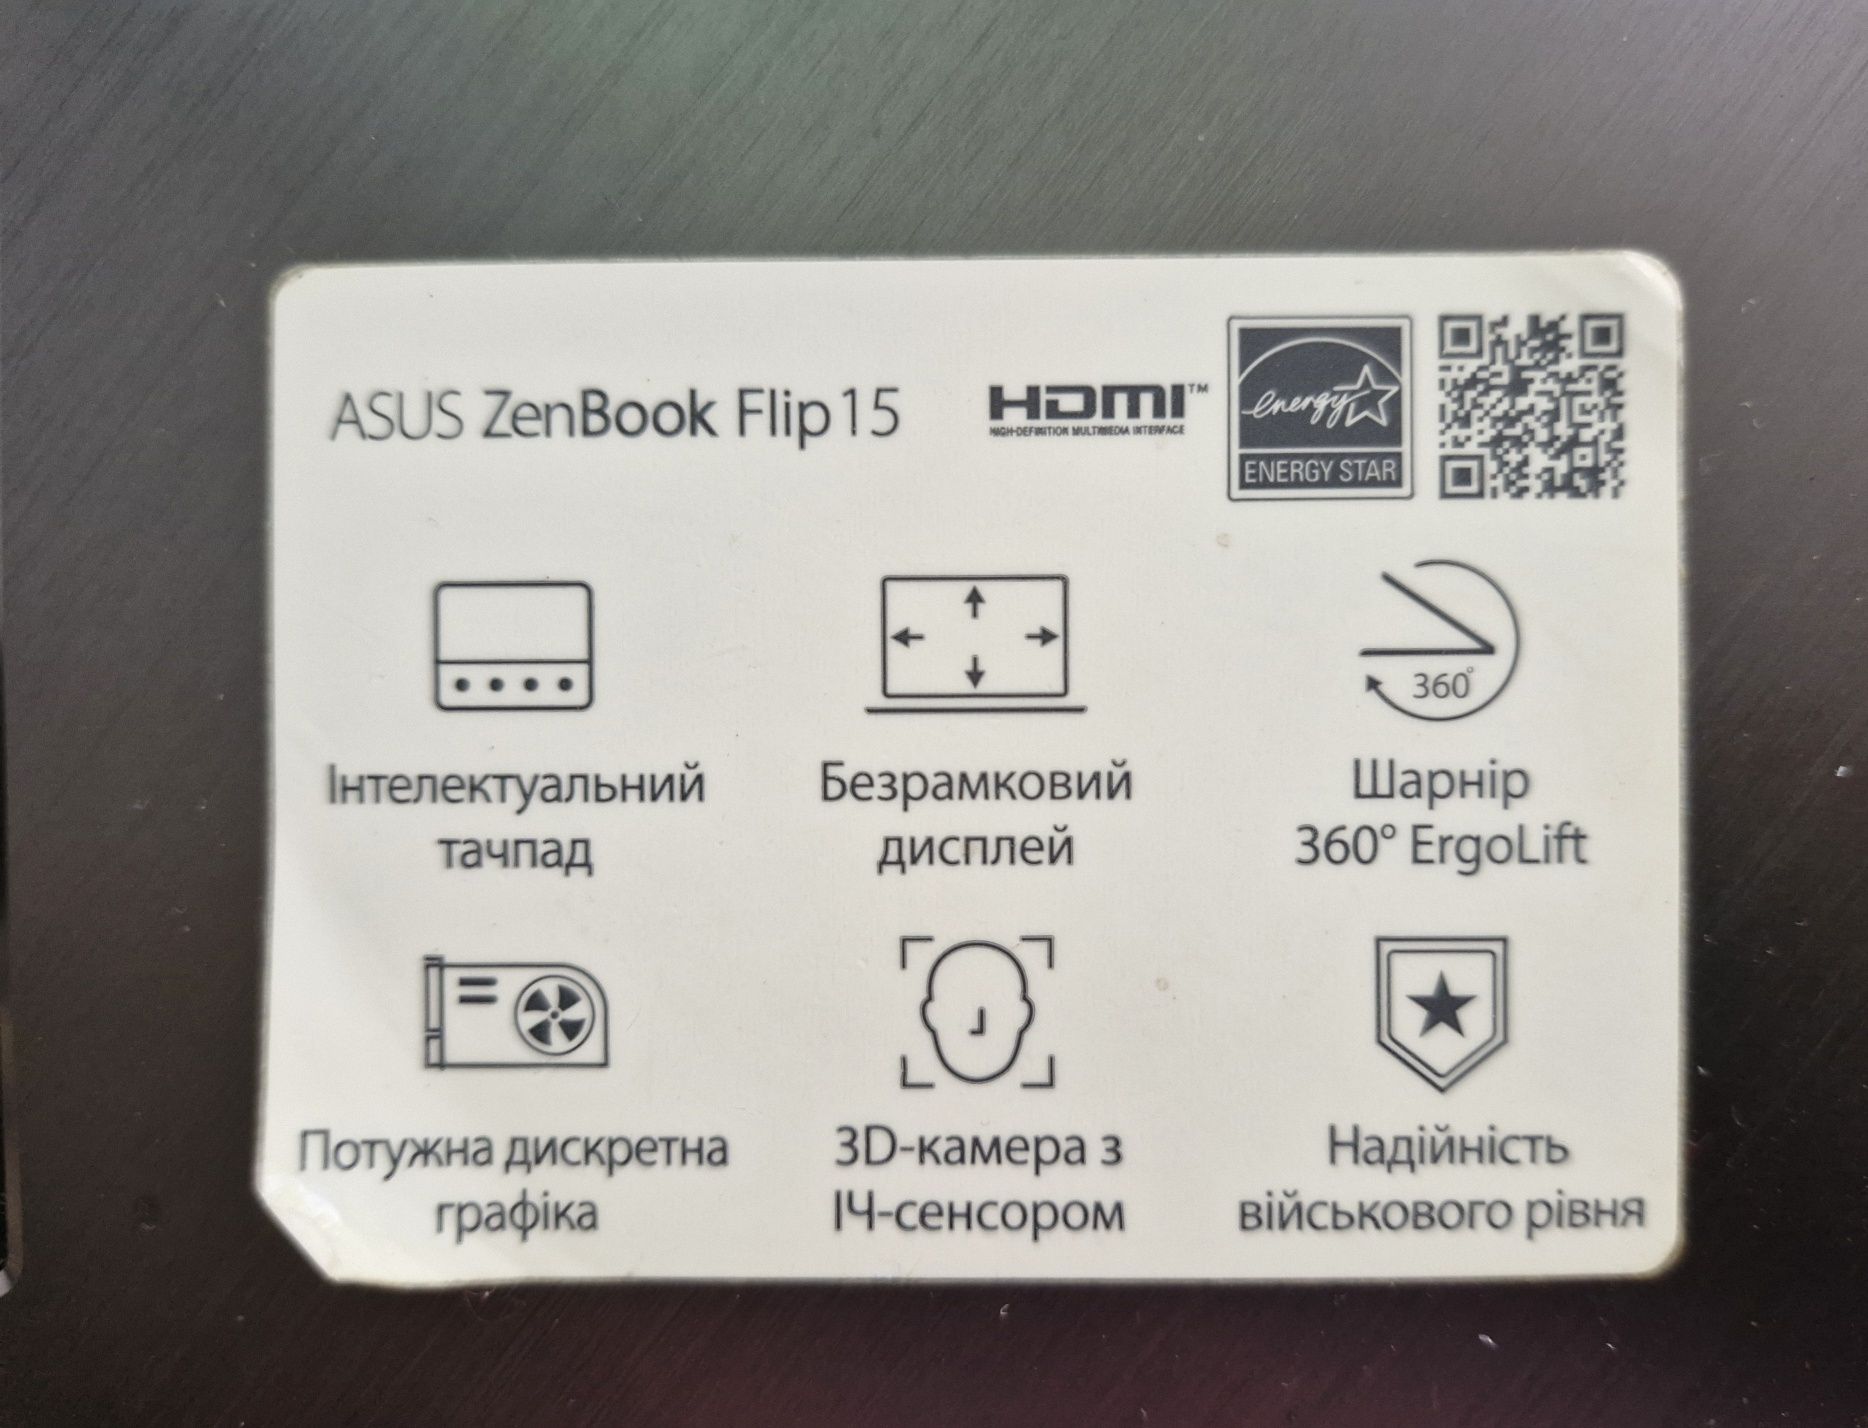 ASUS ZenBook Flip 15
HDMI™
HIGH-DEFINITION MULTIMEDIA INTERFACE
energy
ENERGY STAR
360°
Інтелектуальний
тачпад
Безрамковий
дисплей
Шарнір
360° ErgoLift
Потужна дискретна
графіка
3D-камера з
ІЧ-сенсором
Надійність
військового рівня